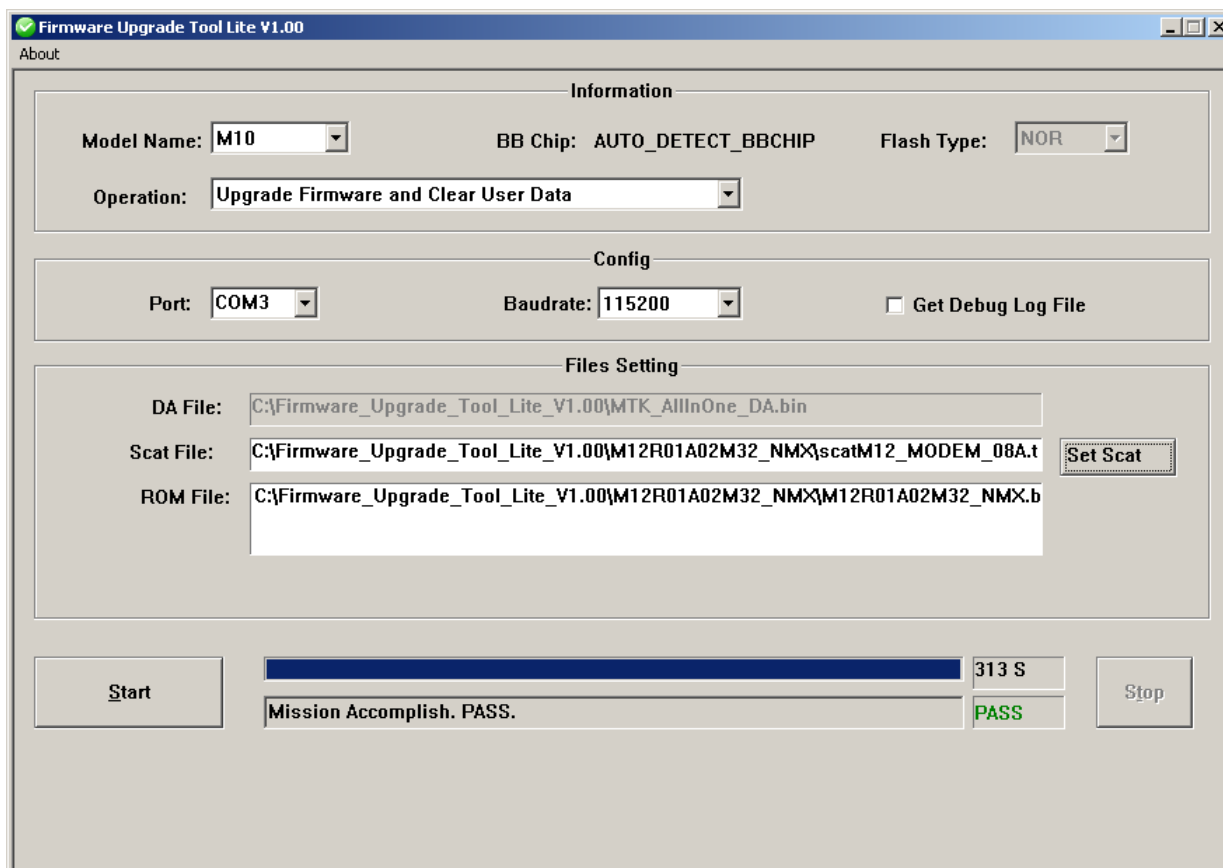 Firmware Upgrade Tool Lite V1.00
About
Information
Model Name: M10 BB Chip: AUTO_DETECT_BBCHIP Flash Type: NOR
Operation: Upgrade Firmware and Clear User Data
Config
Port: COM3 Baudrate: 115200 Get Debug Log File
Files Setting
DA File: C:\Firmware_Upgrade_Tool_Lite_V1.00\MTK_AllInOne_DA.bin
Scat File: C:\Firmware_Upgrade_Tool_Lite_V1.00\M12R01A02M32_NMX\scatM12_MODEM_08A.t Set Scat
ROM File: C:\Firmware_Upgrade_Tool_Lite_V1.00\M12R01A02M32_NMX\M12R01A02M32_NMX.b
Start 313 S Stop
Mission Accomplish. PASS. PASS